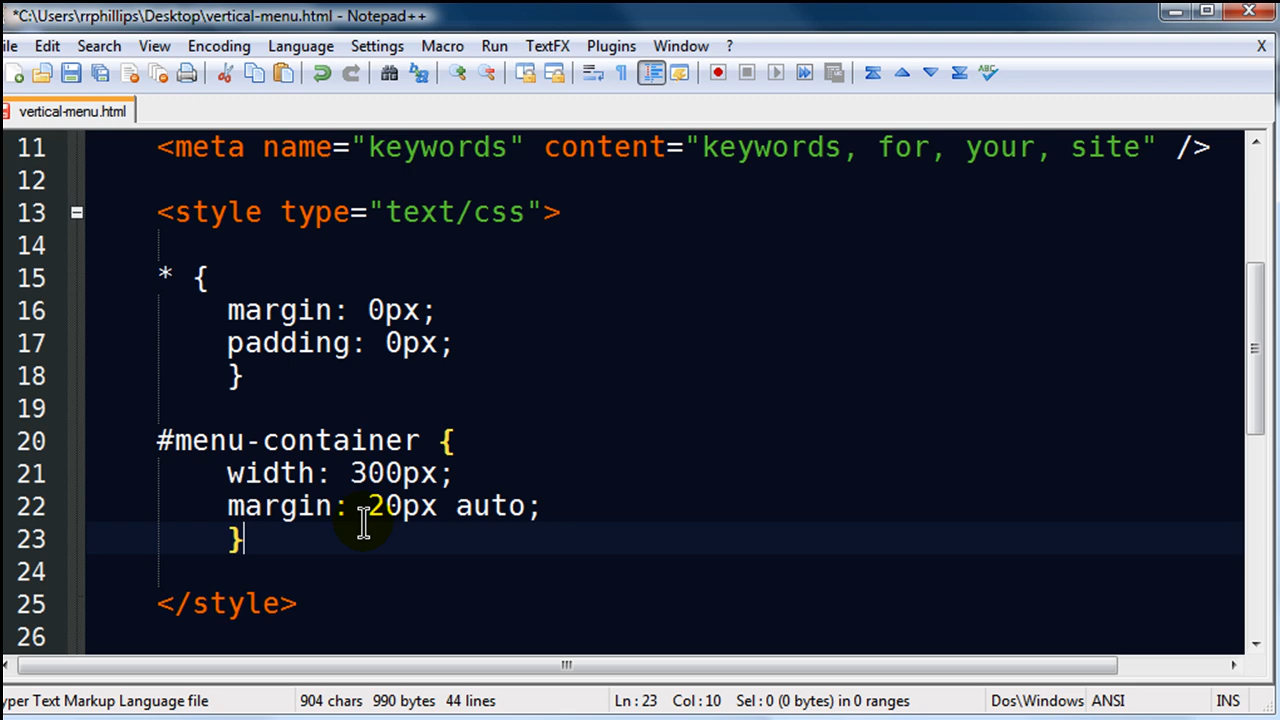 *C:\Users\rrphillips\Desktop\vertical-menu.html - Notepad++
ile Edit Search View Encoding Language Settings Macro Run TextFX Plugins Window ? X
ABC
vertical-menu.html
11 <meta name="keywords" content="keywords, for, your, site" />
12
13 <style type="text/css">
14
15 * {
16 margin: 0px;
17 padding: 0px;
18 }
19
20 #menu-container {
21 width: 300px;
22 margin: 20px auto;
23 }
24
25 </style>
26
yper Text Markup Language file 904 chars 990 bytes 44 lines Ln : 23 Col : 10 Sel : 0 (0 bytes) in 0 ranges Dos\Windows ANSI INS